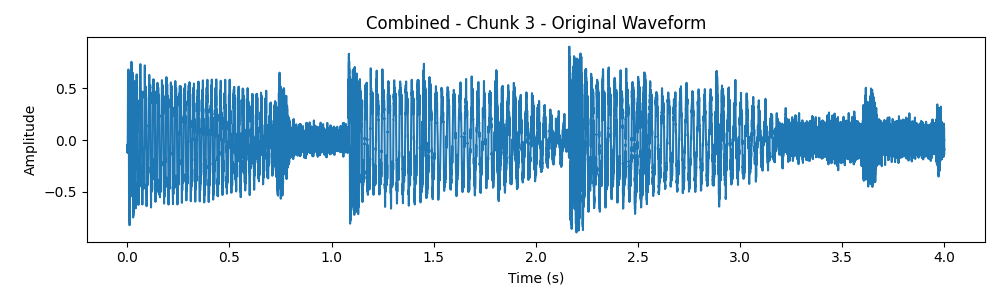 Combined - Chunk 3 - Original Waveform
Amplitude
0.5
0.0
−0.5
0.0 0.5 1.0 1.5 2.0 2.5 3.0 3.5 4.0
Time (s)